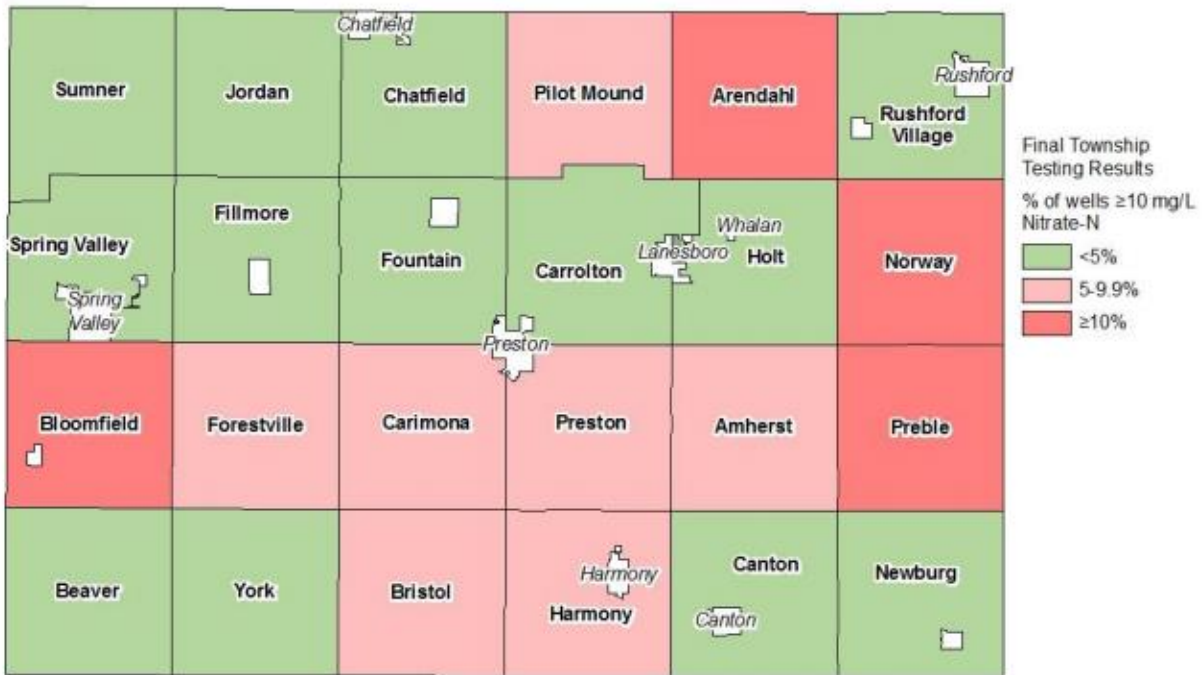 Chatfield
Sumner
Jordan
Chatfield
Pilot Mound
Arendahl
Rushford
Rushford
Village
Final Township
Testing Results
% of wells ≥10 mg/L
Nitrate-N
<5%
5-9.9%
≥10%
Spring Valley
Spring
Valley
Fillmore
Fountain
Carrolton
Lanesboro
Whalan
Holt
Norway
Preston
Bloomfield
Forestville
Carimona
Preston
Amherst
Preble
Beaver
York
Bristol
Harmony
Harmony
Canton
Canton
Newburg